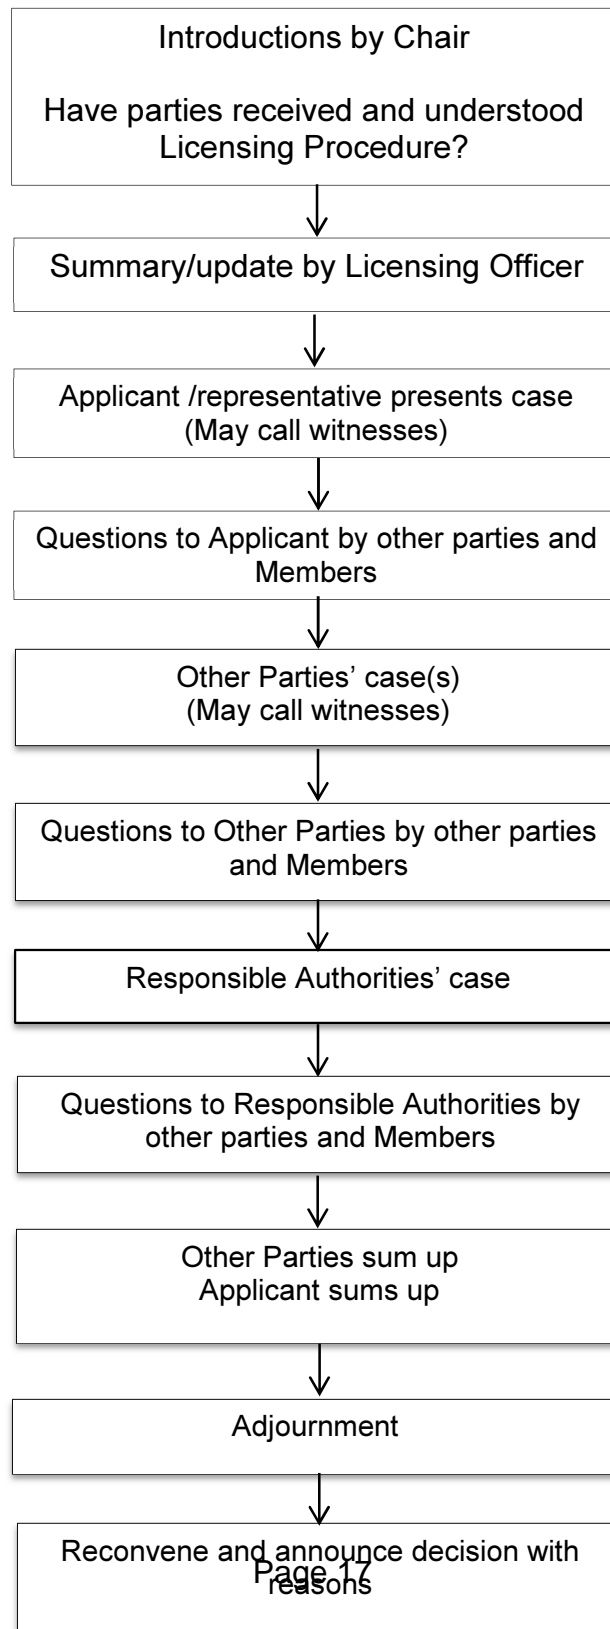 Introductions by Chair
Have parties received and understood
Licensing Procedure?
Summary/update by Licensing Officer
Applicant /representative presents case
(May call witnesses)
Questions to Applicant by other parties and
Members
Other Parties’ case(s)
(May call witnesses)
Questions to Other Parties by other parties
and Members
Responsible Authorities’ case
Questions to Responsible Authorities by
other parties and Members
Other Parties sum up
Applicant sums up
Adjournment
Reconvene and announce decision with
reasons
Page 17